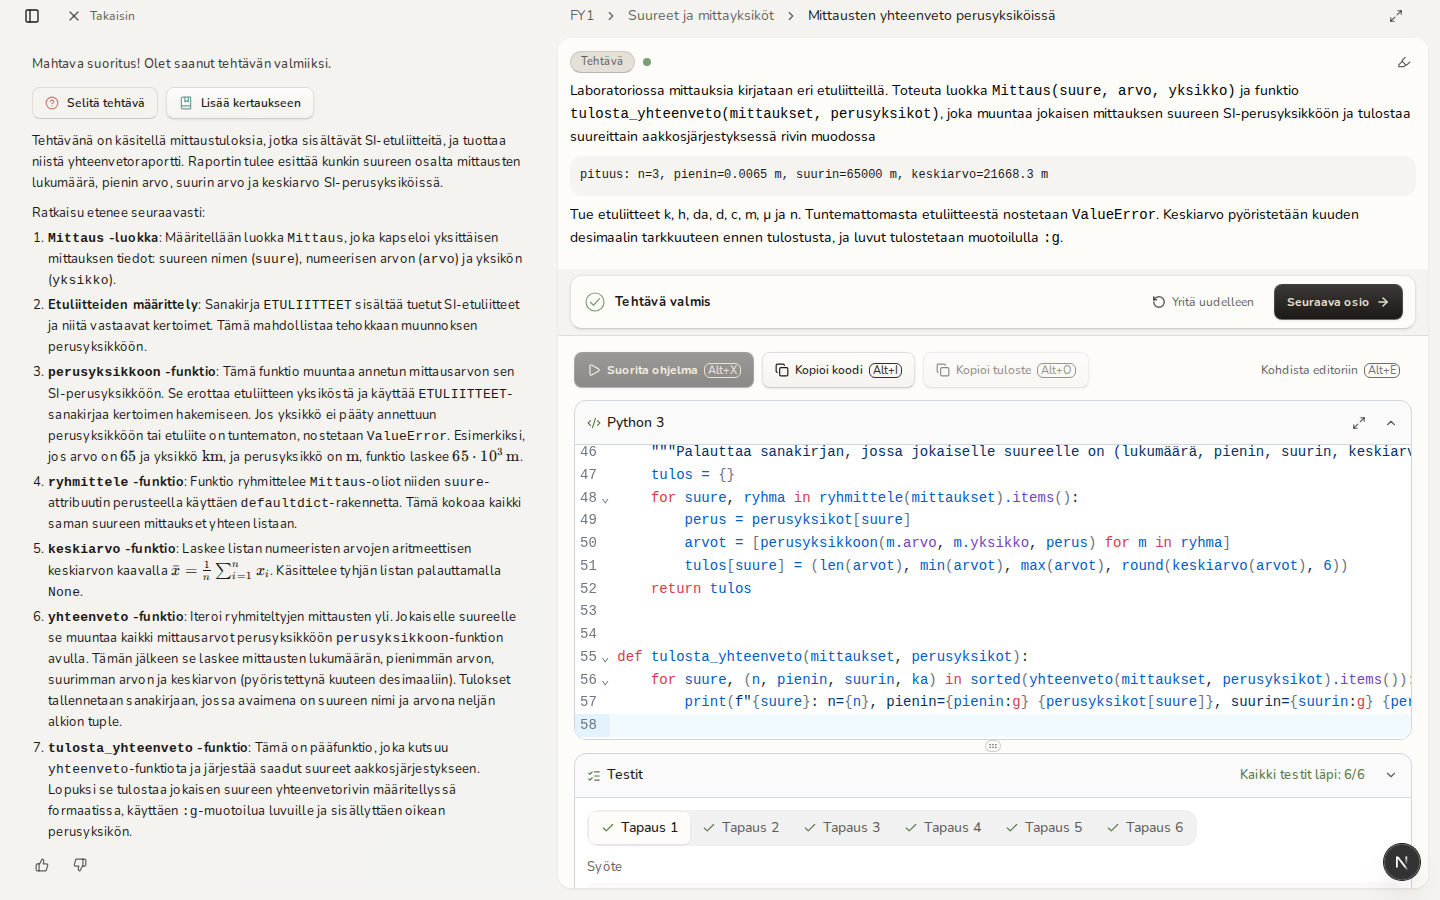 Takaisin
FY1 > Suureet ja mittayksiköt > Mittausten yhteenveto perusyksiköissä
Mahtava suoritus! Olet saanut tehtävän valmiiksi.
Selitä tehtävä
Lisää kertaukseen
Tehtävänä on käsitellä mittaustuloksia, jotka sisältävät SI-etuliitteitä, ja tuottaa
niistä yhteenvetoraportti. Raportin tulee esittää kunkin suureen osalta mittausten
lukumäärä, pienin arvo, suurin arvo ja keskiarvo SI-perusyksiköissä.
Ratkaisu etenee seuraavasti:
1. Mittaus -luokka: Määritellään luokka Mittaus, joka kapseloi yksittäisen
mittauksen tiedot: suureen nimen (suure), numeerisen arvon (arvo) ja yksikön
(yksikko).
2. Etuliitteiden määrittely: Sanakirja ETULIITTEET sisältää tuetut SI-etuliitteet
ja niitä vastaavat kertoimet. Tämä mahdollistaa tehokkaan muunnoksen
perusyksikköön.
3. perusyksikkoon -funktio: Tämä funktio muuntaa annetun mittausarvon sen
SI-perusyksikköön. Se erottaa etuliitteen yksiköstä ja käyttää ETULIITTEET-
sanakirjaa kertoimen hakemiseen. Jos yksikkö ei pääty annettuun
perusyksikköön tai etuliite on tuntematon, nostetaan ValueError. Esimerkiksi,
jos arvo on 65 ja yksikkö km, ja perusyksikkö on m, funktio laskee 65 · 10³ m.
4. ryhmittele -funktio: Funktio ryhmittelee Mittaus-oliot niiden suure-
attribuutin perusteella käyttäen defaultdict-rakennetta. Tämä kokoaa kaikki
saman suureen mittaukset yhteen listaan.
5. keskiarvo -funktio: Laskee listan numeeristen arvojen aritmeettisen
keskiarvon kaavalla x̄ = 1/n ∑ⁿᵢ₌₁ xᵢ. Käsittelee tyhjän listan palauttamalla
None.
6. yhteenveto -funktio: Iteroi ryhmiteltyjen mittausten yli. Jokaiselle suureelle
se muuntaa kaikki mittausarvot perusyksikköön perusyksikkoon-funktion
avulla. Tämän jälkeen se laskee mittausten lukumäärän, pienimmän arvon,
suurimman arvon ja keskiarvon (pyöristettynä kuuteen desimaaliin). Tulokset
tallennetaan sanakirjaan, jossa avaimena on suureen nimi ja arvona neljän
alkion tuple.
7. tulosta_yhteenveto -funktio: Tämä on pääfunktio, joka kutsuu
yhteenveto-funktiota ja järjestää saadut suureet aakkosjärjestykseen.
Lopuksi se tulostaa jokaisen suureen yhteenvetorivin määritellyssä
formaatissa, käyttäen :g-muotoilua luvuille ja sisällyttäen oikean
perusyksikön.
Tehtävä
Laboratoriossa mittauksia kirjataan eri etuliitteillä. Toteuta luokka Mittaus(suure, arvo, yksikko) ja funktio
tulosta_yhteenveto(mittaukset, perusyksikot), joka muuntaa jokaisen mittauksen suureen SI-perusyksikköön ja tulostaa
suureittain aakkosjärjestyksessä rivin muodossa
pituus: n=3, pienin=0.0065 m, suurin=65000 m, keskiarvo=21668.3 m
Tue etuliitteet k, h, da, d, c, m, µ ja n. Tuntemattomasta etuliitteestä nostetaan ValueError. Keskiarvo pyöristetään kuuden
desimaalin tarkkuuteen ennen tulostusta, ja luvut tulostetaan muotoilulla :g.
Tehtävä valmis
Yritä uudelleen
Seuraava osio
Suorita ohjelma Alt+X
Kopioi koodi Alt+I
Kopioi tuloste Alt+O
Kohdista editoriin Alt+E
Python 3
46     """Palauttaa sanakirjan, jossa jokaiselle suureelle on (lukumäärä, pienin, suurin, keskiarv
47     tulos = {}
48     for suure, ryhma in ryhmittele(mittaukset).items():
49         perus = perusyksikot[suure]
50         arvot = [perusyksikkoon(m.arvo, m.yksikko, perus) for m in ryhma]
51         tulos[suure] = (len(arvot), min(arvot), max(arvot), round(keskiarvo(arvot), 6))
52     return tulos
53
54
55 def tulosta_yhteenveto(mittaukset, perusyksikot):
56     for suure, (n, pienin, suurin, ka) in sorted(yhteenveto(mittaukset, perusyksikot).items()):
57         print(f"{suure}: n={n}, pienin={pienin:g} {perusyksikot[suure]}, suurin={suurin:g} {per
58
Testit
Kaikki testit läpi: 6/6
Tapaus 1
Tapaus 2
Tapaus 3
Tapaus 4
Tapaus 5
Tapaus 6
Syöte